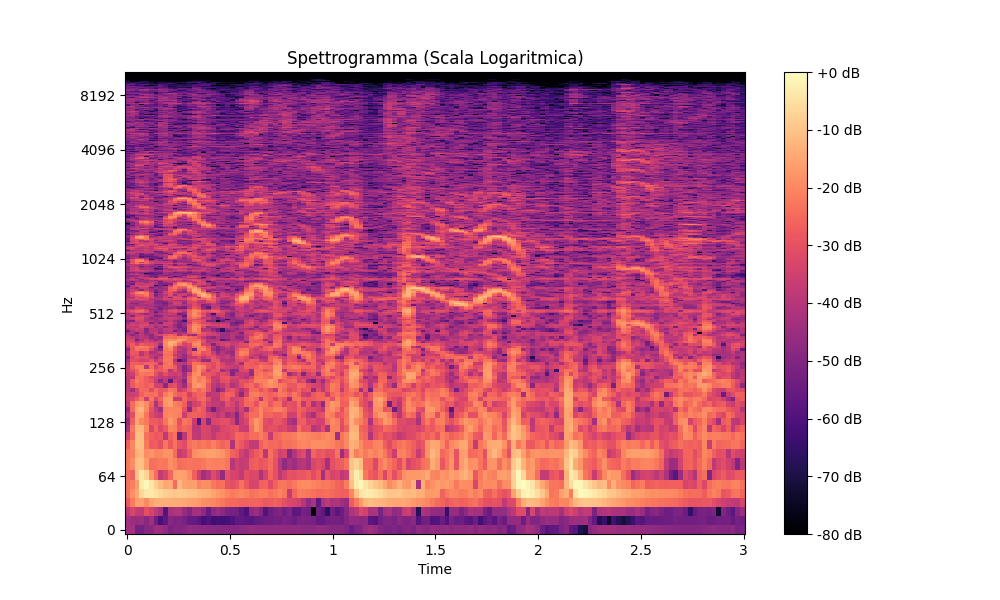 Spettrogramma (Scala Logaritmica)
Hz
8192
4096
2048
1024
512
256
128
64
0
0
0.5
1
1.5
2
2.5
3
Time
+0 dB
-10 dB
-20 dB
-30 dB
-40 dB
-50 dB
-60 dB
-70 dB
-80 dB